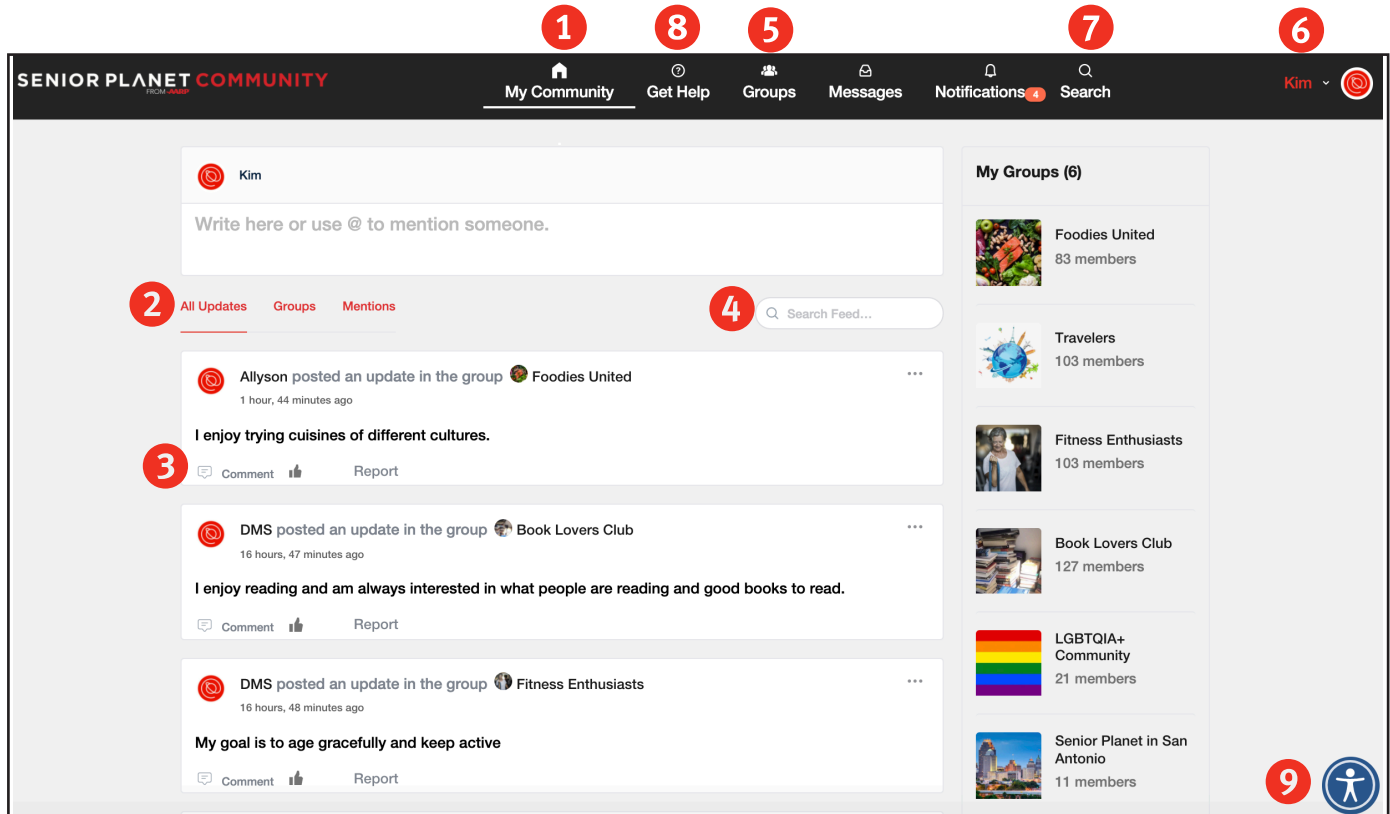 1
8
5
7
6
SENIOR PLANET COMMUNITY
FROM AARP
My Community
Get Help
Groups
Messages
Notifications 4
Search
Kim
Kim
Write here or use @ to mention someone.
2
All Updates
Groups
Mentions
4
Search Feed...
Allyson posted an update in the group Foodies United
1 hour, 44 minutes ago
I enjoy trying cuisines of different cultures.
3
Comment
Report
DMS posted an update in the group Book Lovers Club
16 hours, 47 minutes ago
I enjoy reading and am always interested in what people are reading and good books to read.
Comment
Report
DMS posted an update in the group Fitness Enthusiasts
16 hours, 48 minutes ago
My goal is to age gracefully and keep active
Comment
Report
My Groups (6)
Foodies United
83 members
Travelers
103 members
Fitness Enthusiasts
103 members
Book Lovers Club
127 members
LGBTQIA+
Community
21 members
Senior Planet in San
Antonio
11 members
9